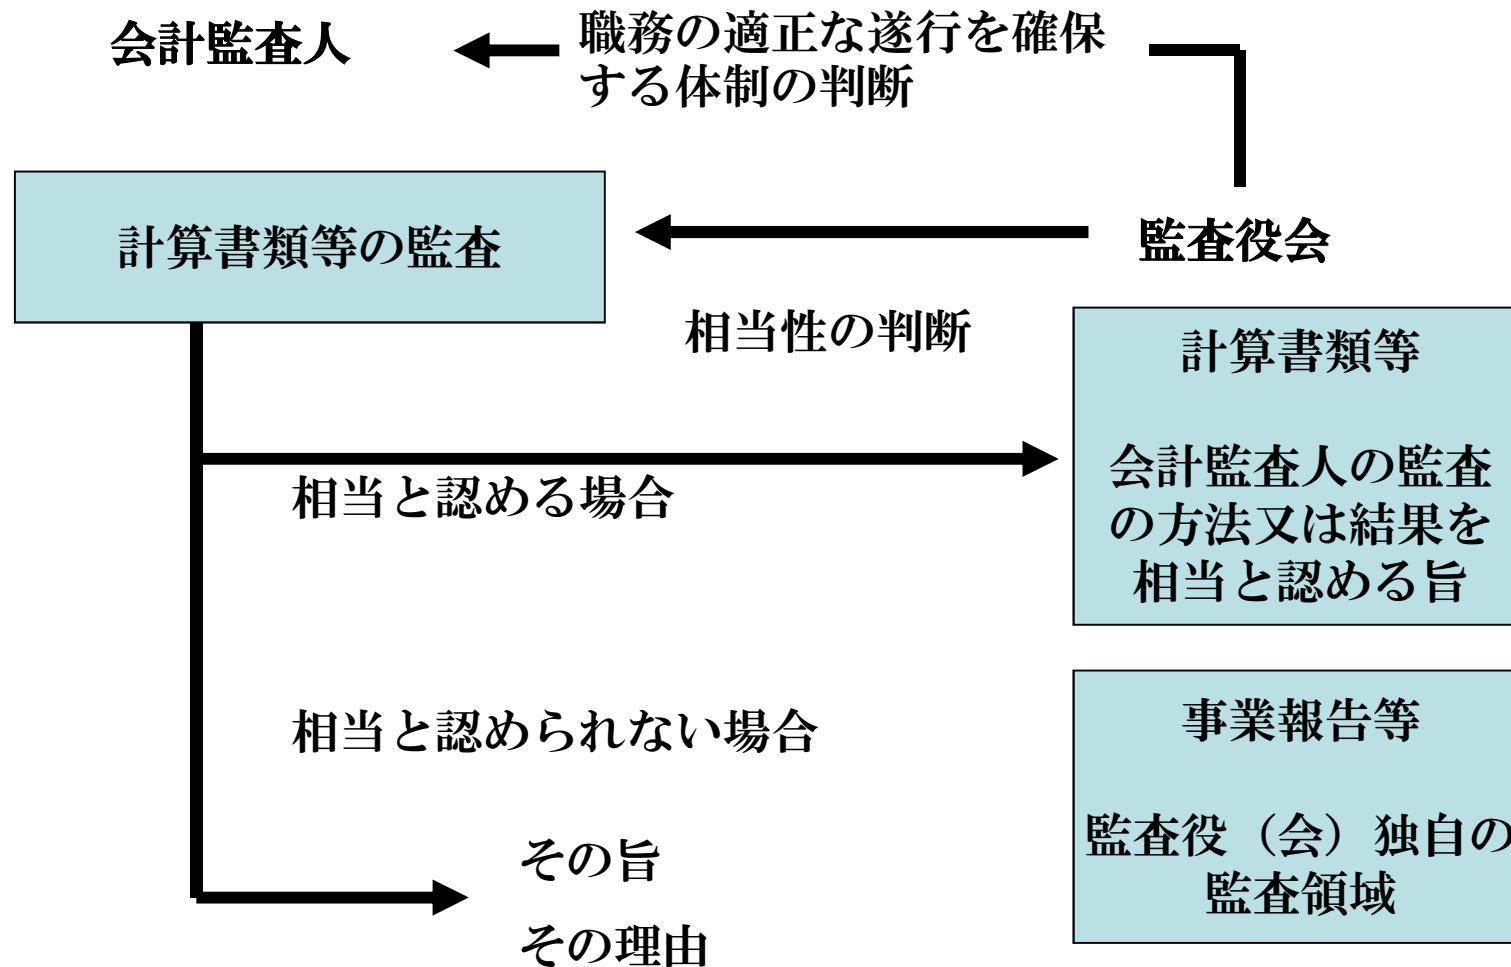 会計監査人
職務の適正な遂行を確保
する体制の判断
計算書類等の監査
監査役会
相当性の判断
計算書類等
会計監査人の監査
の方法又は結果を
相当と認める旨
相当と認める場合
相当と認められない場合
事業報告等
監査役（会）独自の
監査領域
その旨
その理由